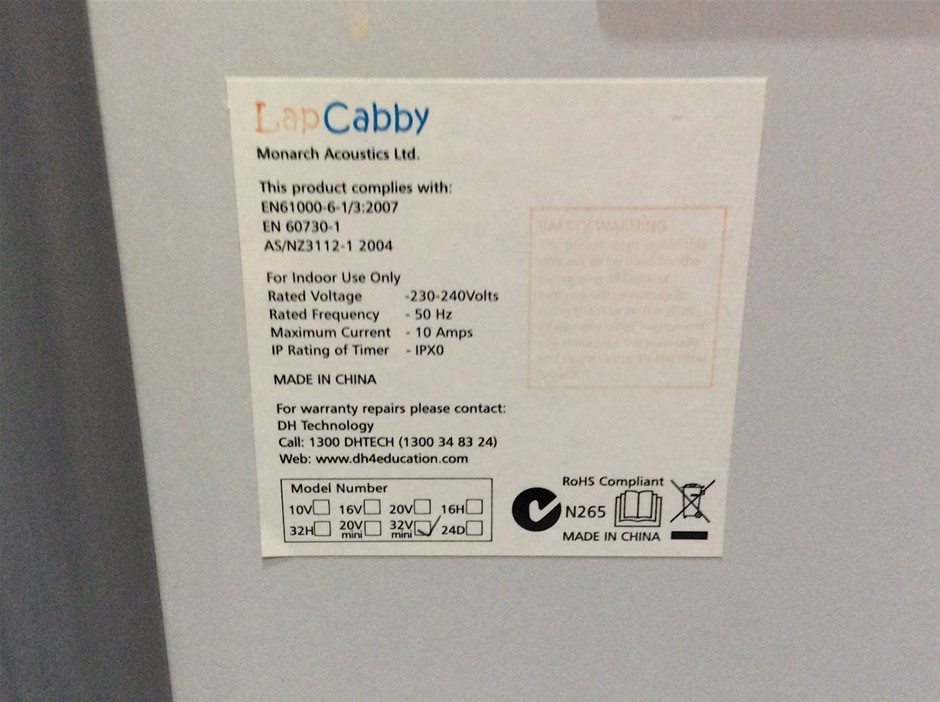 LapCabby
Monarch Acoustics Ltd.
This product complies with:
EN61000-6-1/3:2007
EN 60730-1
AS/NZ3112-1 2004
For Indoor Use Only
Rated Voltage -230-240Volts
Rated Frequency - 50 Hz
Maximum Current - 10 Amps
IP Rating of Timer - IPX0
MADE IN CHINA
For warranty repairs please contact:
DH Technology
Call: 1300 DHTECH (1300 34 83 24)
Web: www.dh4education.com
Model Number
10V 16V 20V 16H
32H 20V mini 32V mini 24D
SAFETY WARNING
RoHS Compliant
N265
MADE IN CHINA